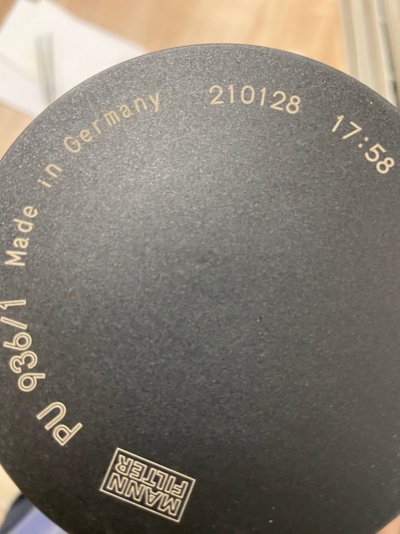 PU 936/1 Made in Germany 210128 17:58
MANN
FILTER